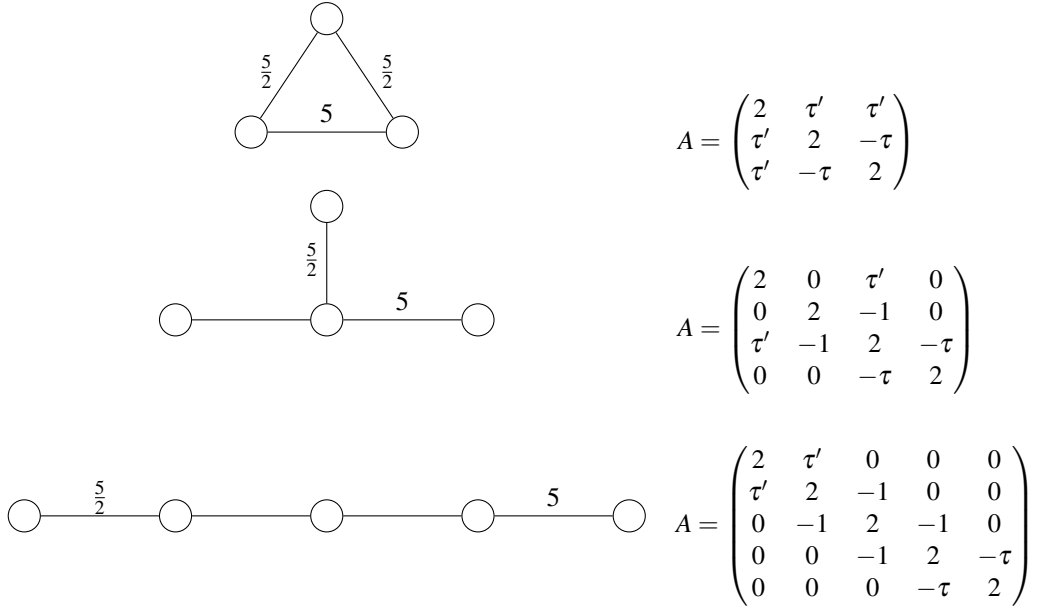 5/2 5/2
5
A = (2 τ′ τ′
τ′ 2 −τ
τ′ −τ 2)
5/2
5
A = (2 0 τ′ 0
0 2 −1 0
τ′ −1 2 −τ
0 0 −τ 2)
5/2 5
A = (2 τ′ 0 0 0
τ′ 2 −1 0 0
0 −1 2 −1 0
0 0 −1 2 −τ
0 0 0 −τ 2)